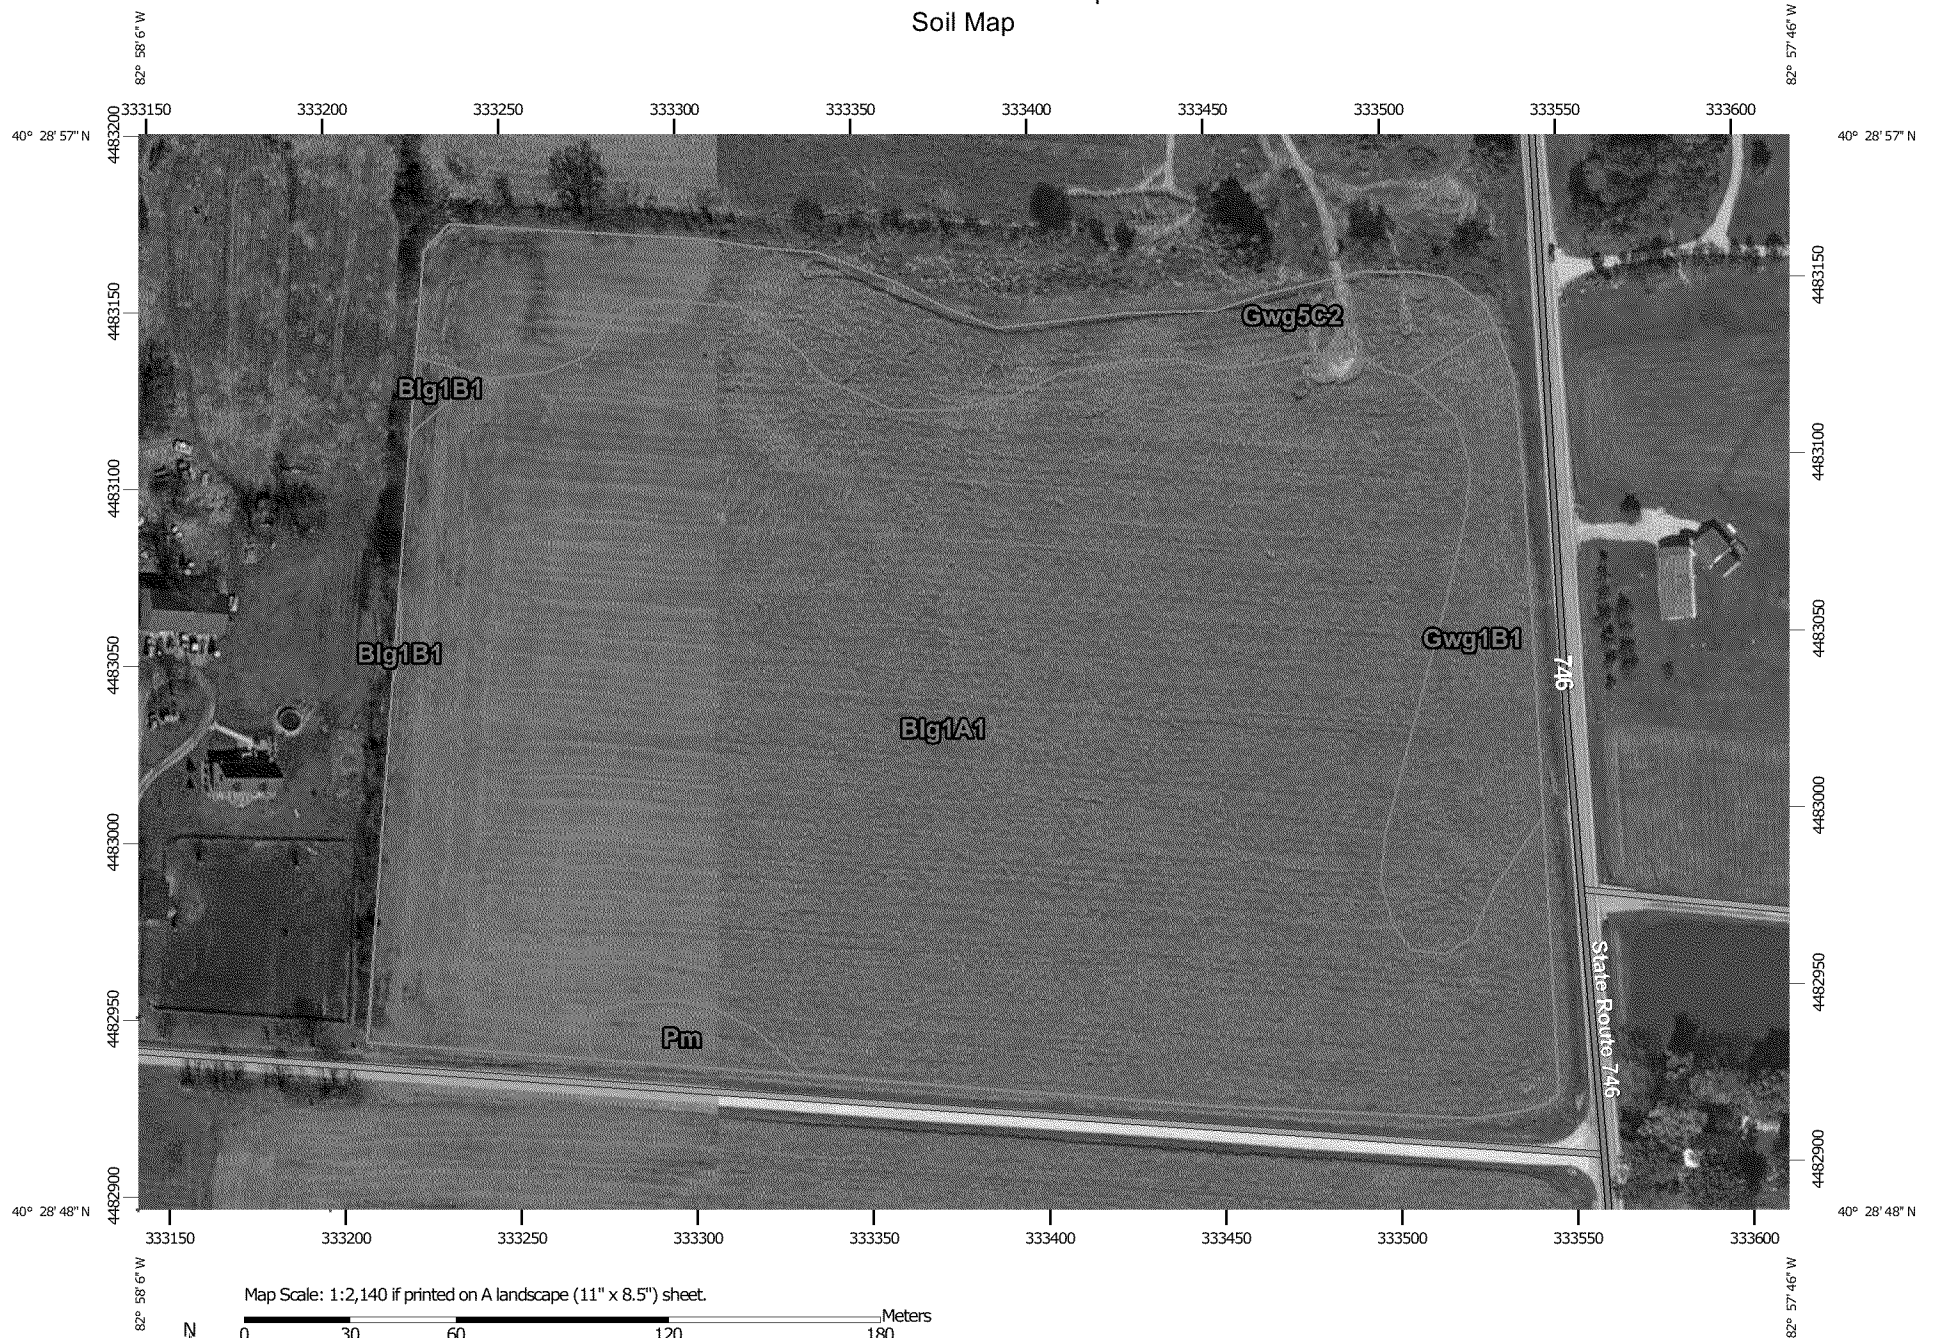 Soil Map
82° 58' 6" W
82° 57' 46" W
333150
333200
333250
333300
333350
333400
333450
333500
333550
333600
40° 28' 57" N
40° 28' 57" N
4483200
4483150
4483100
4483050
4483000
4482950
4482900
4483150
4483100
4483050
4483000
4482950
4482900
Gwg5C2
Blg1B1
Blg1B1
Gwg1B1
746
Blg1A1
State Route 746
Pm
40° 28' 48" N
40° 28' 48" N
333150
333200
333250
333300
333350
333400
333450
333500
333550
333600
82° 58' 6" W
82° 57' 46" W
Map Scale: 1:2,140 if printed on A landscape (11" x 8.5") sheet.
Meters
N
0
30
60
120
180